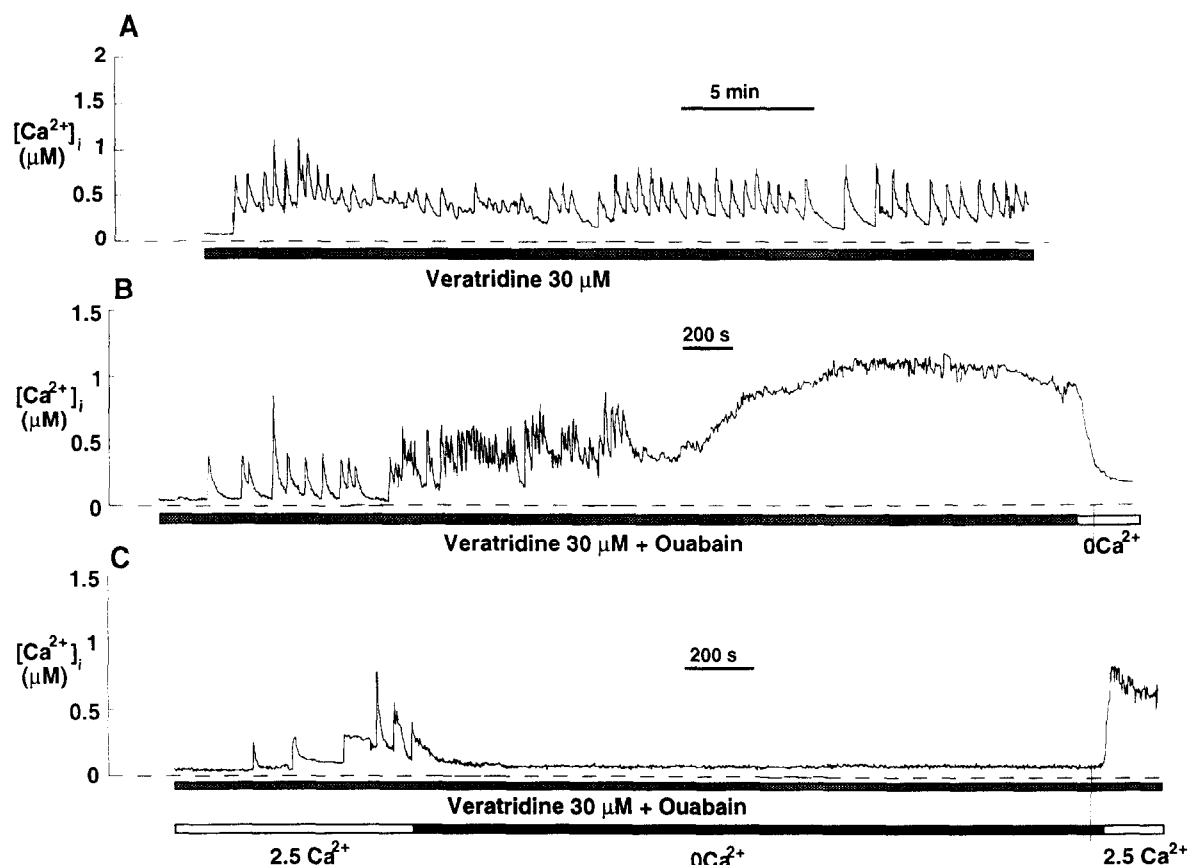 A
2
1.5
5 min
[Ca²⁺]i
(μM)
1
0.5
0
Veratridine 30 μM
B
1.5
200 s
1
[Ca²⁺]i
(μM)
0.5
0
Veratridine 30 μM + Ouabain
0Ca²⁺
C
1.5
1
[Ca²⁺]i
(μM)
200 s
0.5
0
Veratridine 30 μM + Ouabain
2.5 Ca²⁺ 0Ca²⁺ 2.5 Ca²⁺